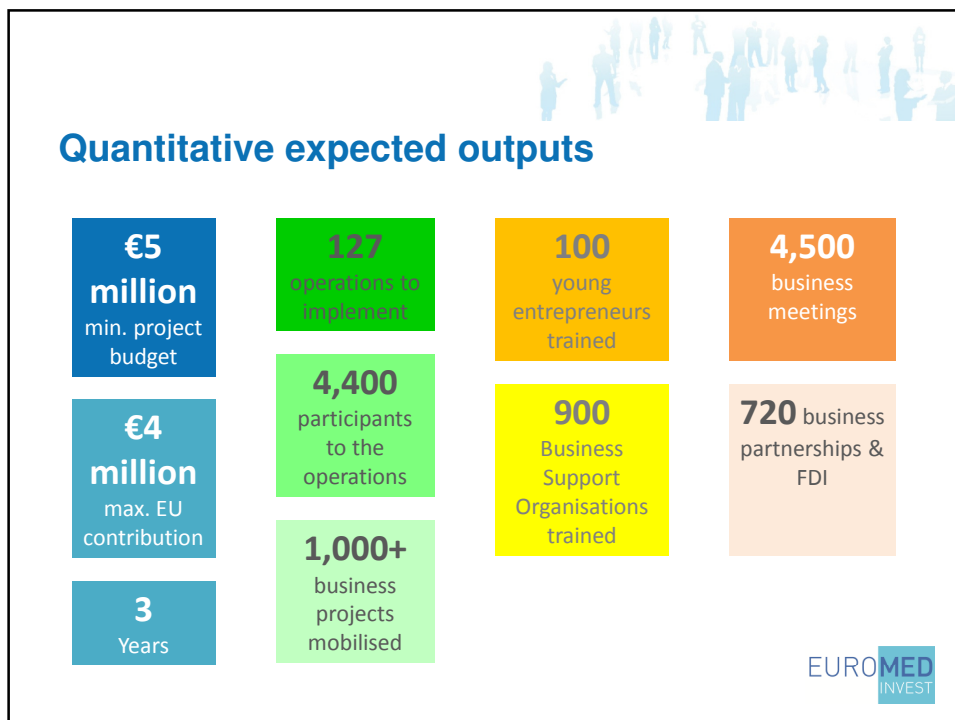 Quantitative expected outputs
€5
million
min. project
budget
€4
million
max. EU
contribution
3
Years
127
operations to
implement
4,400
participants
to the
operations
1,000+
business
projects
mobilised
100
young
entrepreneurs
trained
900
Business
Support
Organisations
trained
4,500
business
meetings
720 business
partnerships &
FDI
EUROMED
INVEST